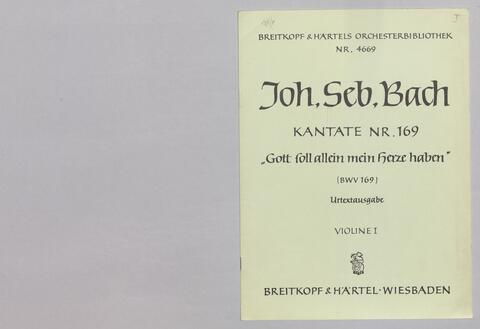 BREITKOPF & HÄRTELS ORCHESTERBIBLIOTHEK
NR. 4669
Joh. Seb. Bach
KANTATE NR. 169
„Gott soll allein mein Herze haben"
(BWV 169)
Urtextausgabe
VIOLINE I
BREITKOPF & HÄRTEL · WIESBADEN